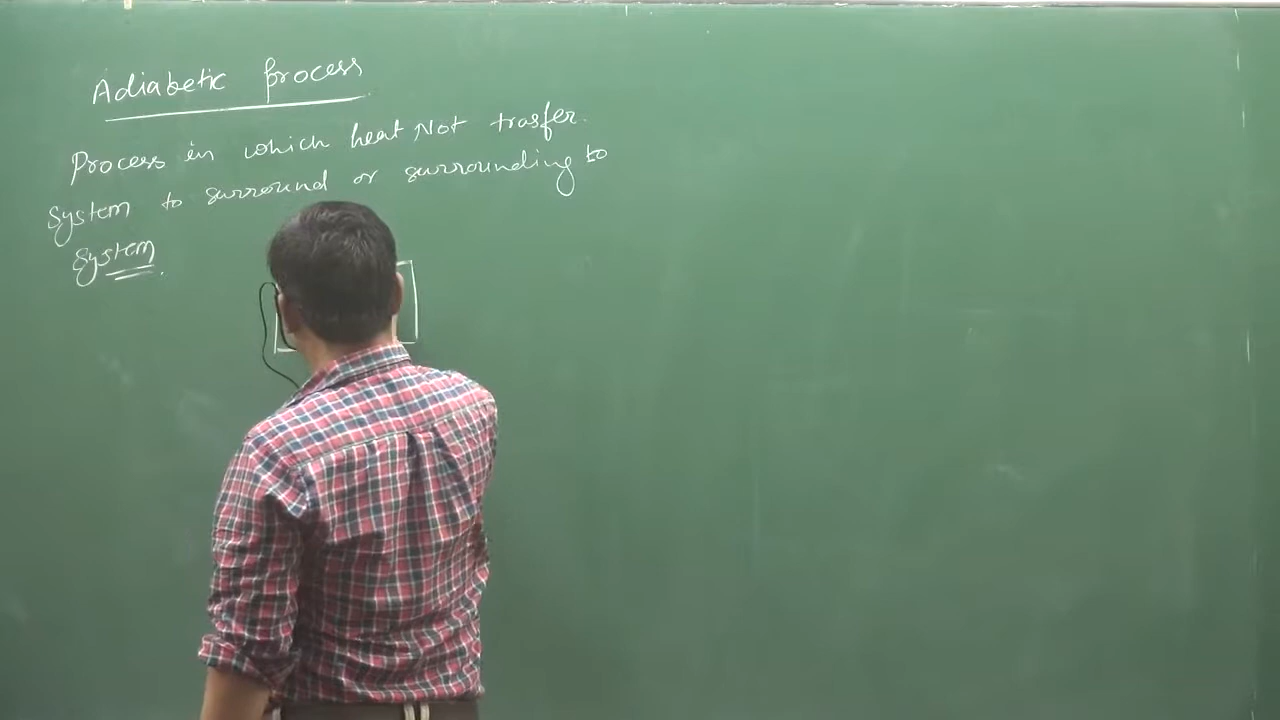 Adiabetic process
Process in which heat Not trasfer.
System to surround or surrounding to
System.